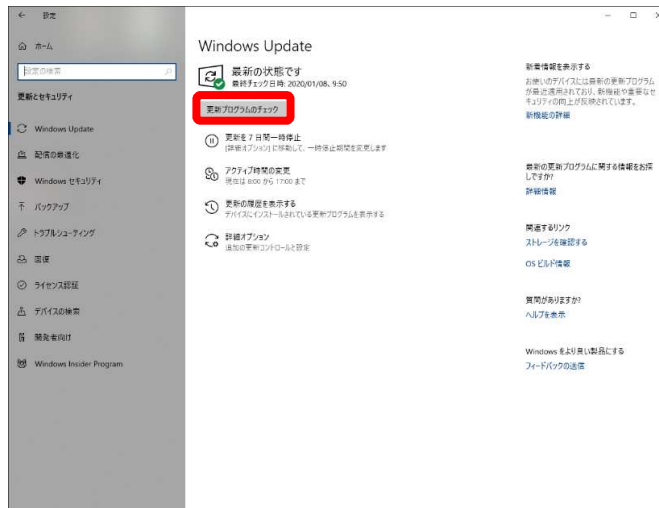 設定
ホーム
設定の検索
更新とセキュリティ
Windows Update
配信の最適化
Windows セキュリティ
バックアップ
トラブルシューティング
回復
ライセンス認証
デバイスの検索
開発者向け
Windows Insider Program
Windows Update
最新の状態です
最終チェック日時: 2020/01/08、9:50
更新プログラムのチェック
更新を 7 日間一時停止
[詳細オプション] に移動して、一時停止期間を変更します
アクティブ時間の変更
現在は 8:00 から 17:00 まで
更新の履歴を表示する
デバイスにインストールされている更新プログラムを表示する
詳細オプション
追加の更新コントロールと設定
新着情報を表示する
お使いのデバイスには最新の更新プログラム
が最近適用されており、新機能や重要なセ
キュリティの向上が反映されています。
新機能の詳細
最新の更新プログラムに関する情報をお探
しですか?
詳細情報
関連するリンク
ストレージを確認する
OS ビルド情報
質問がありますか?
ヘルプを表示
Windows をより良い製品にする
フィードバックの送信